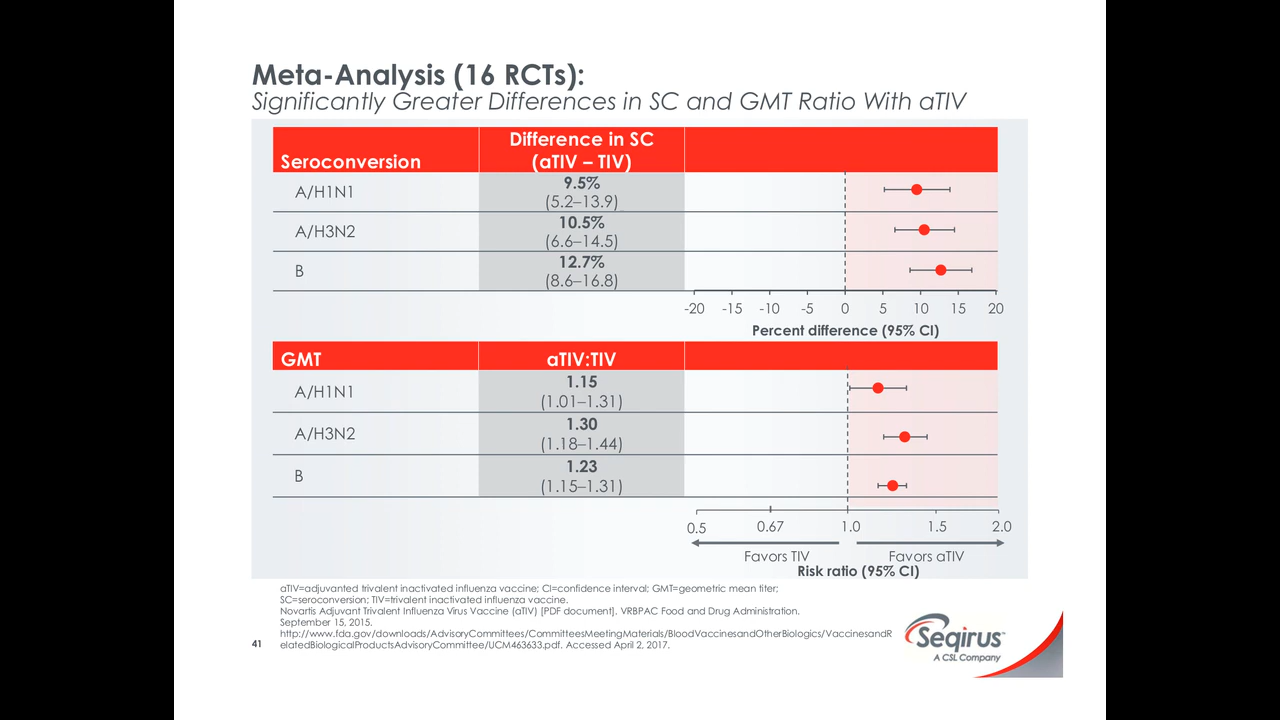 Meta-Analysis (16 RCTs):
Significantly Greater Differences in SC and GMT Ratio With aTIV
Seroconversion
Difference in SC
(aTIV – TIV)
A/H1N1
9.5%
(5.2–13.9)
A/H3N2
10.5%
(6.6–14.5)
B
12.7%
(8.6–16.8)
-20 -15 -10 -5 0 5 10 15 20
Percent difference (95% CI)
GMT
aTIV:TIV
A/H1N1
1.15
(1.01–1.31)
A/H3N2
1.30
(1.18–1.44)
B
1.23
(1.15–1.31)
0.5 0.67 1.0 1.5 2.0
Favors TIV Favors aTIV
Risk ratio (95% CI)
aTIV=adjuvanted trivalent inactivated influenza vaccine; CI=confidence interval; GMT=geometric mean titer;
SC=seroconversion; TIV=trivalent inactivated influenza vaccine.
Novartis Adjuvant Trivalent Influenza Virus Vaccine (aTIV) [PDF document]. VRBPAC Food and Drug Administration.
September 15, 2015.
http://www.fda.gov/downloads/AdvisoryCommittees/CommitteesMeetingMaterials/BloodVaccinesandOtherBiologics/VaccinesandR
elatedBiologicalProductsAdvisoryCommittee/UCM463633.pdf. Accessed April 2, 2017.
41
Seqirus
A CSL Company